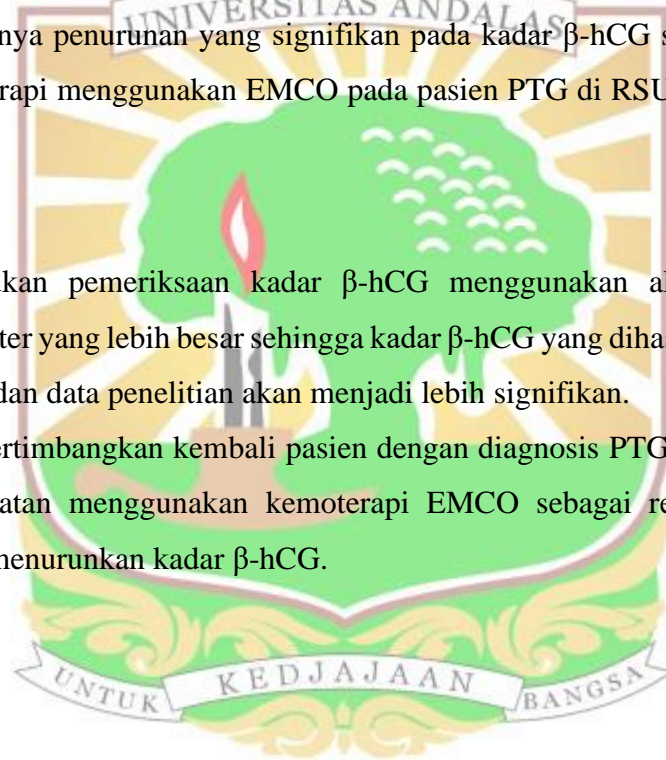 UNIVERSITAS ANDALAS
nya penurunan yang signifikan pada kadar β-hCG s
rapi menggunakan EMCO pada pasien PTG di RSU
kan pemeriksaan kadar β-hCG menggunakan al
ter yang lebih besar sehingga kadar β-hCG yang diha
dan data penelitian akan menjadi lebih signifikan.
ertimbangkan kembali pasien dengan diagnosis PTG
atan menggunakan kemoterapi EMCO sebagai re
menurunkan kadar β-hCG.
UNTUK KEDJAJAAN BANGSA